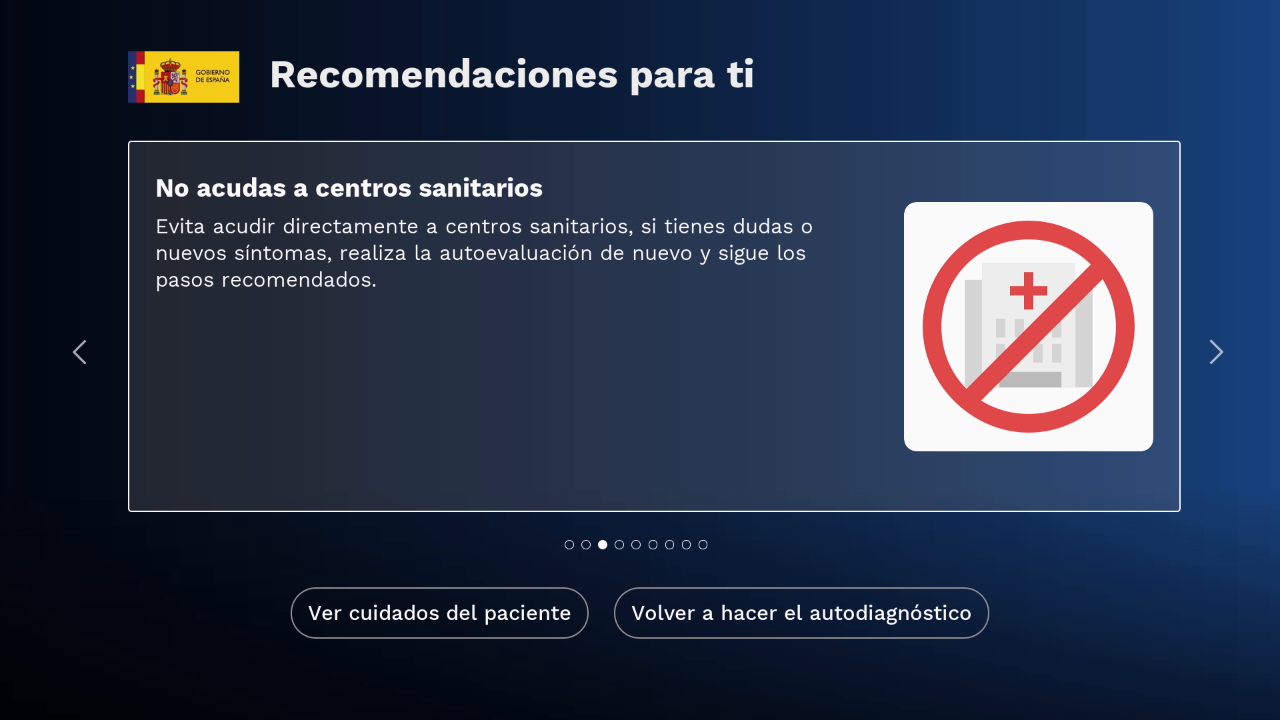 GOBIERNO
DE ESPAÑA
Recomendaciones para ti
No acudas a centros sanitarios
Evita acudir directamente a centros sanitarios, si tienes dudas o
nuevos síntomas, realiza la autoevaluación de nuevo y sigue los
pasos recomendados.
Ver cuidados del paciente
Volver a hacer el autodiagnóstico